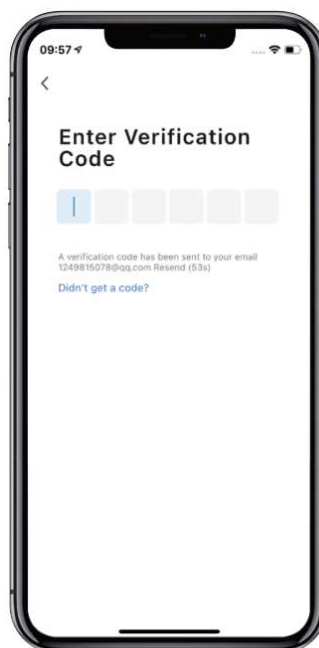 09:57
Enter Verification
Code
A verification code has been sent to your email
1249815078@qq.com Resend (53s)
Didn't get a code?